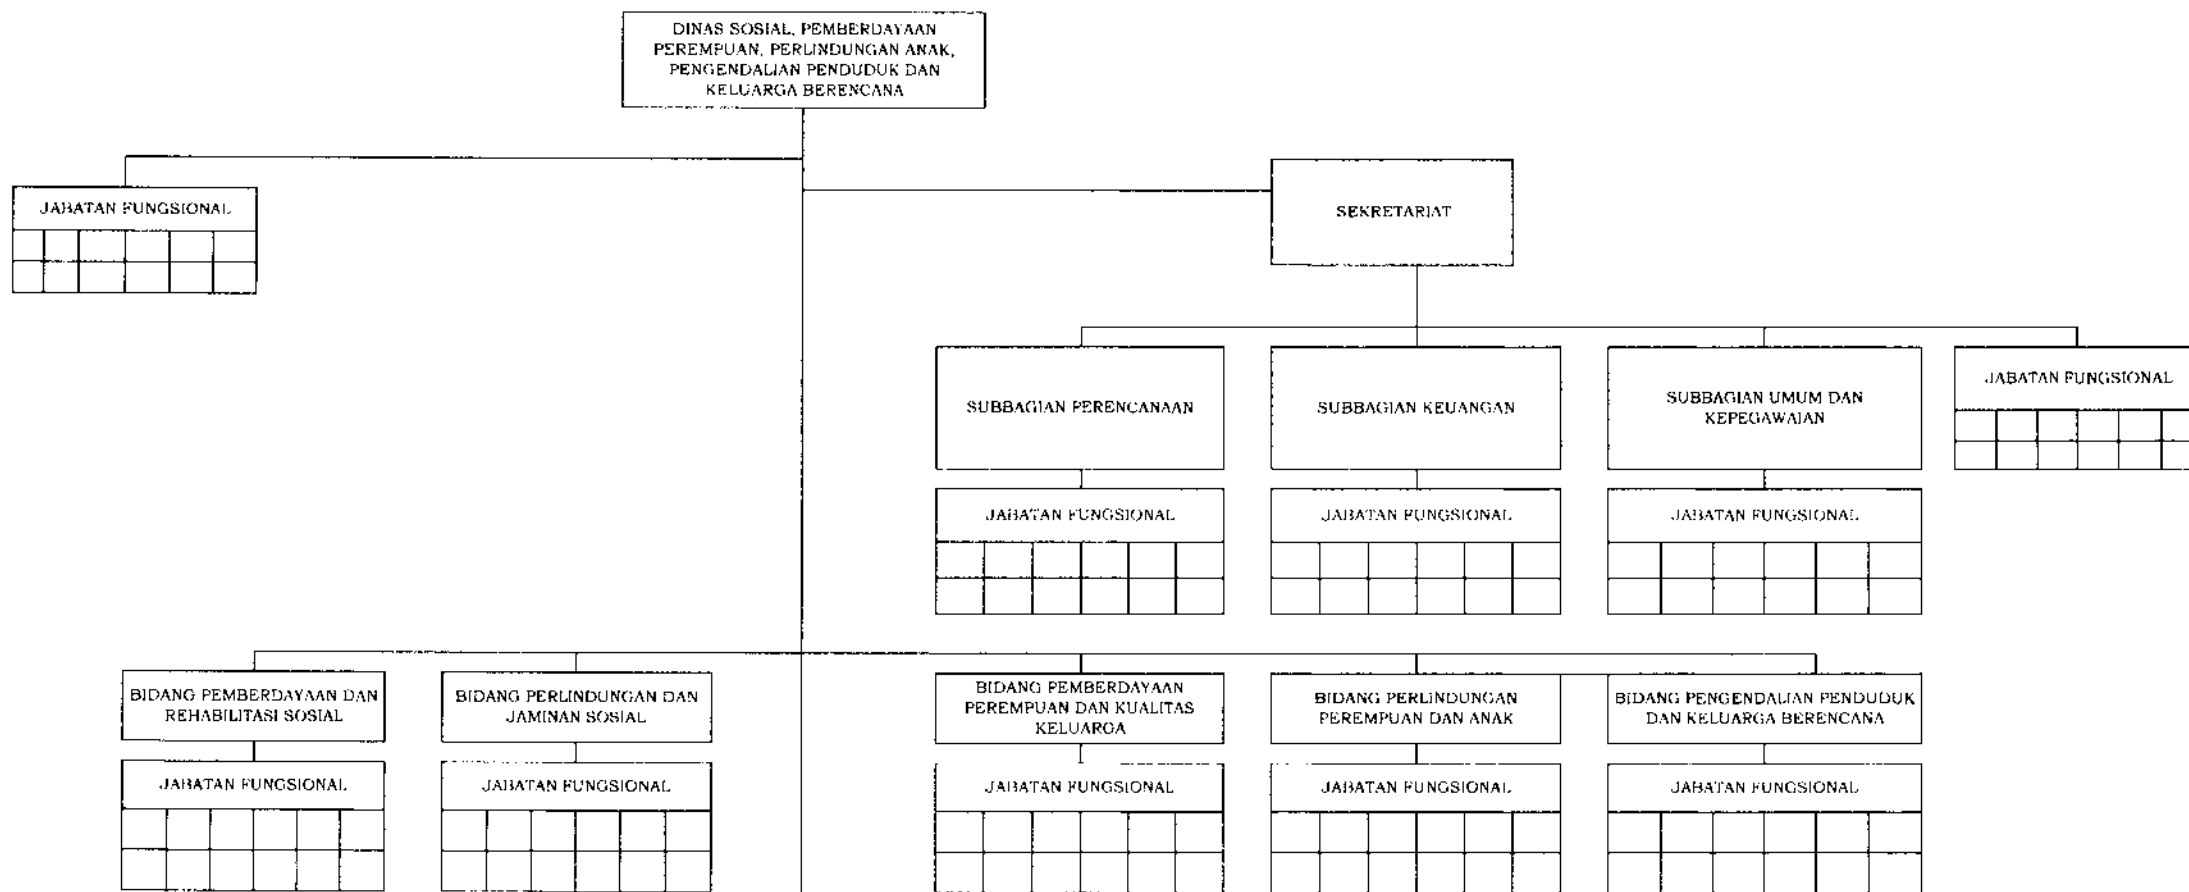 DINAS SOSIAL, PEMBERDAYAAN
PEREMPUAN, PERLINDUNGAN ANAK,
PENGENDALIAN PENDUDUK DAN
KELUARGA BERENCANA
JABATAN FUNGSIONAL
SEKRETARIAT
SUBBAGIAN PERENCANAAN
SUBBAGIAN KEUANGAN
SUBBAGIAN UMUM DAN
KEPEGAWAIAN
JABATAN FUNGSIONAL
JABATAN FUNGSIONAL
JABATAN FUNGSIONAL
JABATAN FUNGSIONAL
BIDANG PEMBERDAYAAN DAN
REHABILITASI SOSIAL
BIDANG PERLINDUNGAN DAN
JAMINAN SOSIAL
BIDANG PEMBERDAYAAN
PEREMPUAN DAN KUALITAS
KELUARGA
BIDANG PERLINDUNGAN
PEREMPUAN DAN ANAK
BIDANG PENGENDALIAN PENDUDUK
DAN KELUARGA BERENCANA
JABATAN FUNGSIONAL
JABATAN FUNGSIONAL
JABATAN FUNGSIONAL
JABATAN FUNGSIONAL
JABATAN FUNGSIONAL